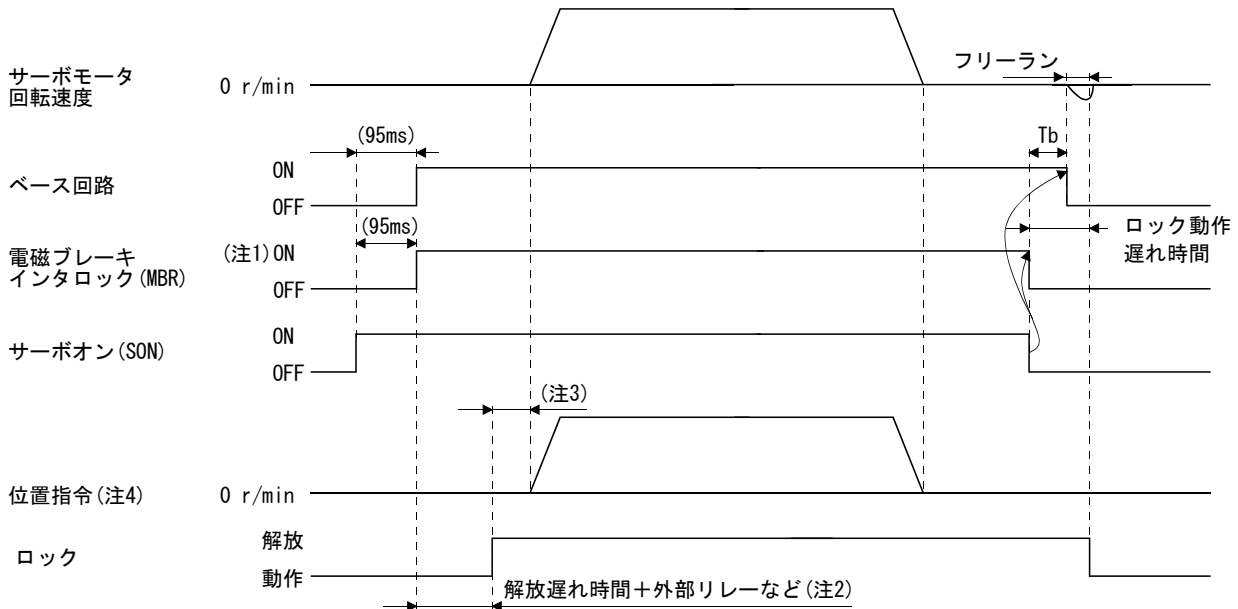 フリーラン
サーボモータ
回転速度
0 r/min
(95ms)
Tb
ベース回路
ON
OFF
ロック動作
遅れ時間
(95ms)
電磁ブレーキ
インタロック(MBR)
(注1)ON
OFF
サーボオン(SON)
ON
OFF
(注3)
位置指令(注4)
0 r/min
ロック
解放
動作
解放遅れ時間+外部リレーなど(注2)